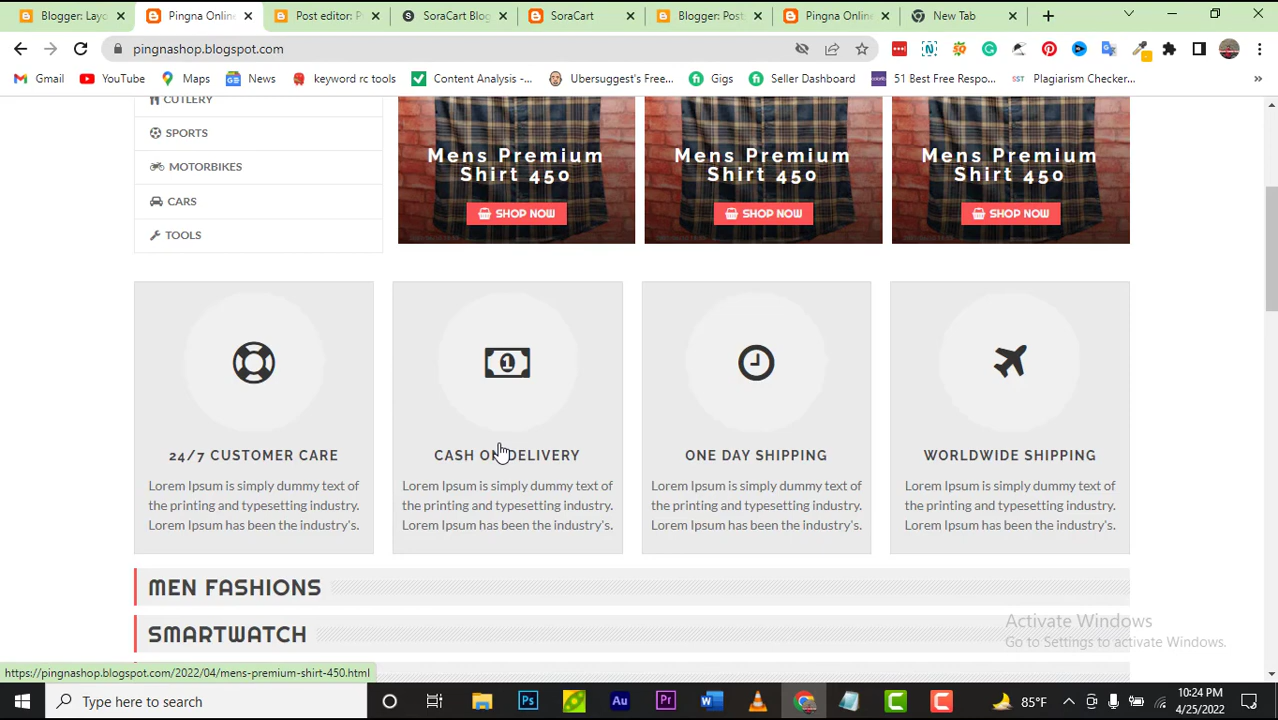 Blogger: Layo
Pingna Online
Post editor: P
SoraCart Blog
SoraCart
Blogger: Post
Pingna Online
New Tab
pingnashop.blogspot.com
Gmail
YouTube
Maps
News
keyword rc tools
Content Analysis -...
Ubersuggest's Free...
Gigs
Seller Dashboard
51 Best Free Respo...
Plagiarism Checker...
CUTLERY
SPORTS
MOTORBIKES
CARS
TOOLS
Mens Premium
Shirt 450
SHOP NOW
Mens Premium
Shirt 450
SHOP NOW
Mens Premium
Shirt 450
SHOP NOW
24/7 CUSTOMER CARE
Lorem Ipsum is simply dummy text of
the printing and typesetting industry.
Lorem Ipsum has been the industry's.
CASH ON DELIVERY
Lorem Ipsum is simply dummy text of
the printing and typesetting industry.
Lorem Ipsum has been the industry's.
ONE DAY SHIPPING
Lorem Ipsum is simply dummy text of
the printing and typesetting industry.
Lorem Ipsum has been the industry's.
WORLDWIDE SHIPPING
Lorem Ipsum is simply dummy text of
the printing and typesetting industry.
Lorem Ipsum has been the industry's.
MEN FASHIONS
SMARTWATCH
Activate Windows
Go to Settings to activate Windows.
https://pingnashop.blogspot.com/2022/04/mens-premium-shirt-450.html
Type here to search
85°F
10:24 PM
4/25/2022